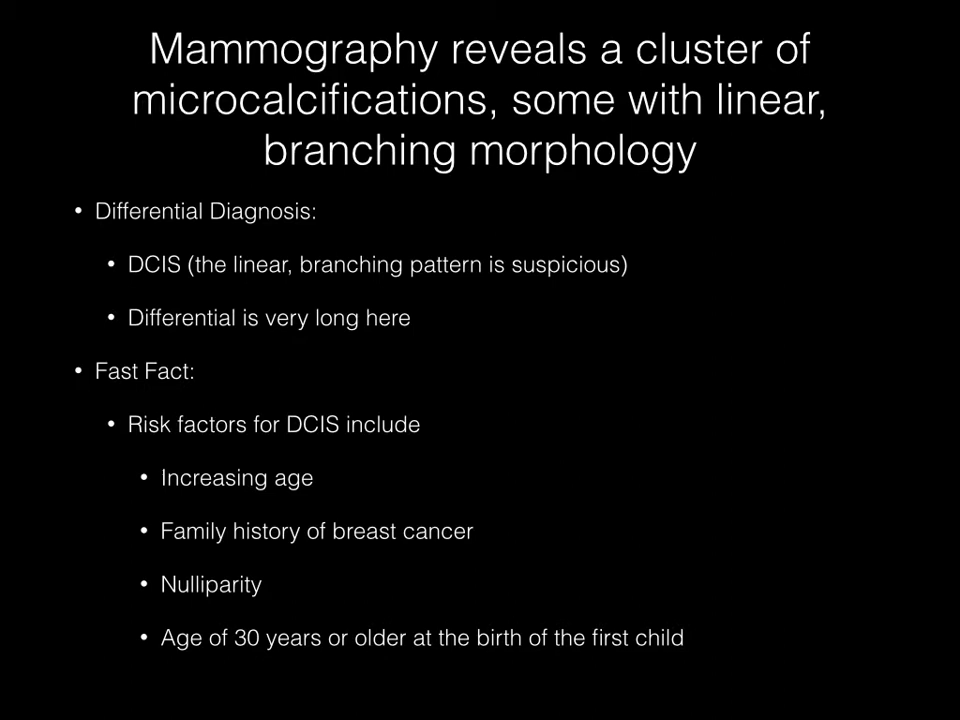 Mammography reveals a cluster of
microcalcifications, some with linear,
branching morphology
• Differential Diagnosis:
• DCIS (the linear, branching pattern is suspicious)
• Differential is very long here
• Fast Fact:
• Risk factors for DCIS include
• Increasing age
• Family history of breast cancer
• Nulliparity
• Age of 30 years or older at the birth of the first child